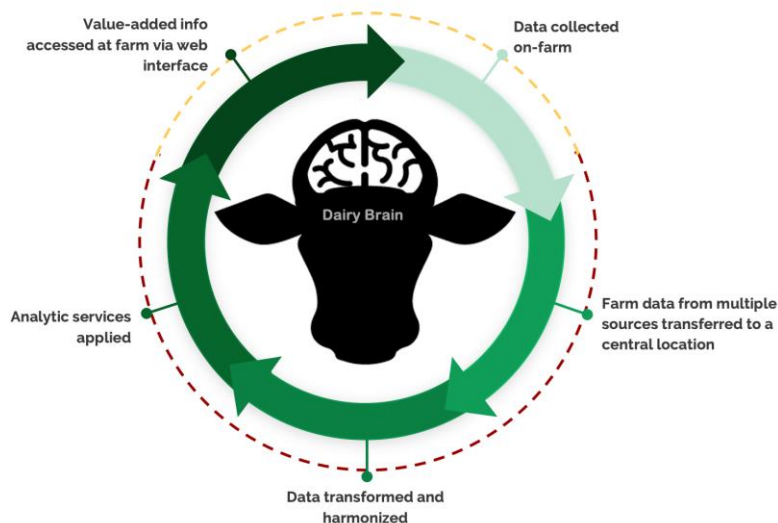 Value-added info
accessed at farm via web
interface
Data collected
on-farm
Dairy Brain
Farm data from multiple
sources transferred to a
central location
Analytic services
applied
Data transformed and
harmonized